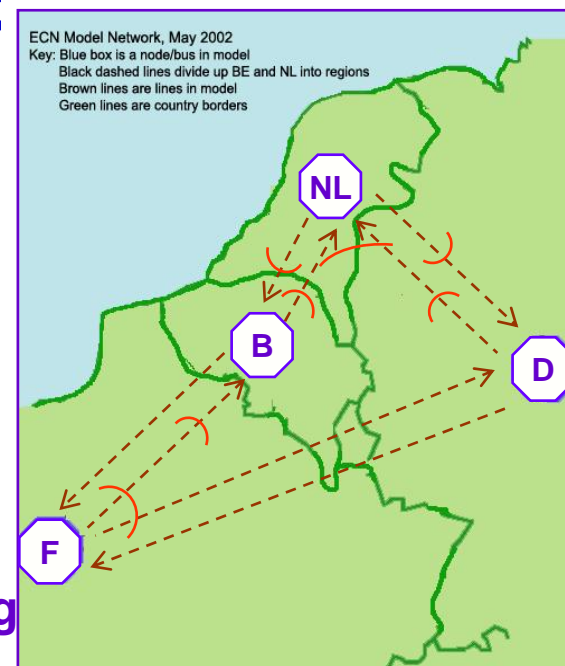 ECN Model Network, May 2002
Key: Blue box is a node/bus in model
Black dashed lines divide up BE and NL into regions
Brown lines are lines in model
Green lines are country borders
NL
B
D
F
g